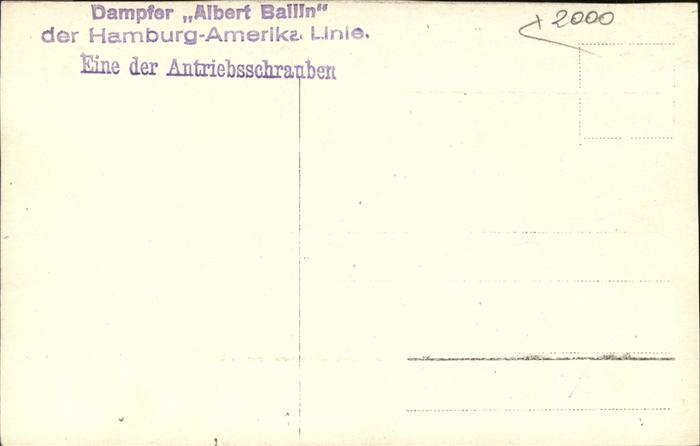 Dampfer „Albert Ballin“
der Hamburg-Amerika Linie.
Eine der Antriebsschrauben
+ 2000